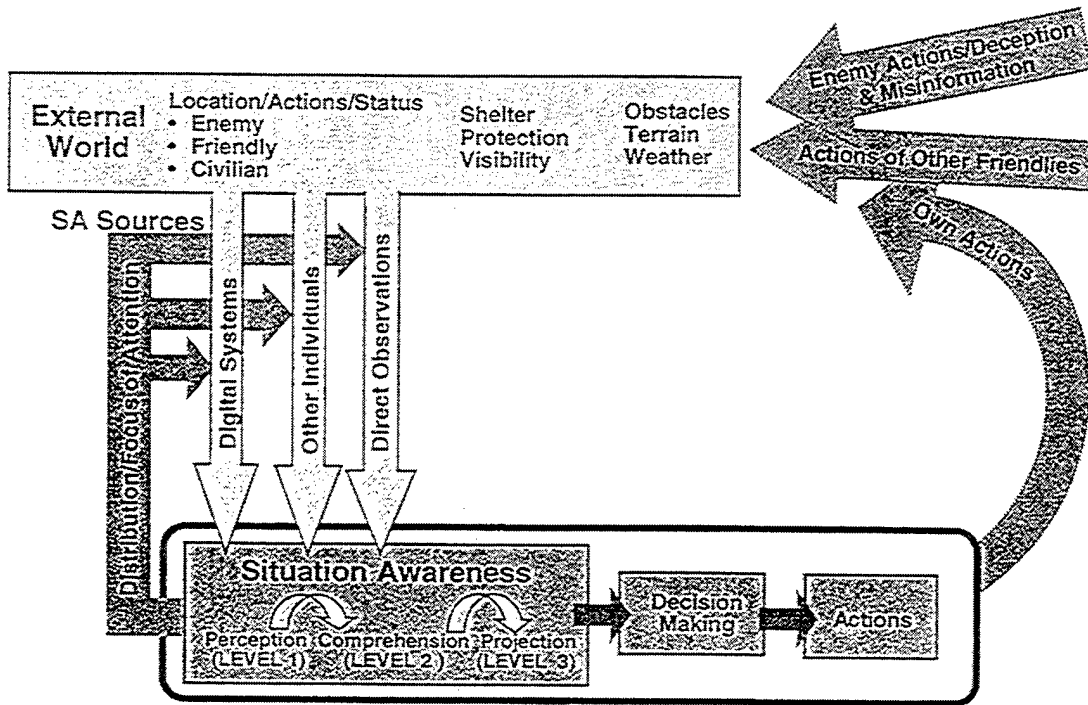 Enemy Actions/Deception
& Misinformation
Actions of Other Friendlies
Own Actions
External
World
Location/Actions/Status
• Enemy
• Friendly
• Civilian
Shelter
Protection
Visibility
Obstacles
Terrain
Weather
SA Sources
Distribution/Focus of Attention
Digital Systems
Other Individuals
Direct Observations
Situation Awareness
Perception
(LEVEL 1)
Comprehension
(LEVEL 2)
Projection
(LEVEL 3)
Decision
Making
Actions